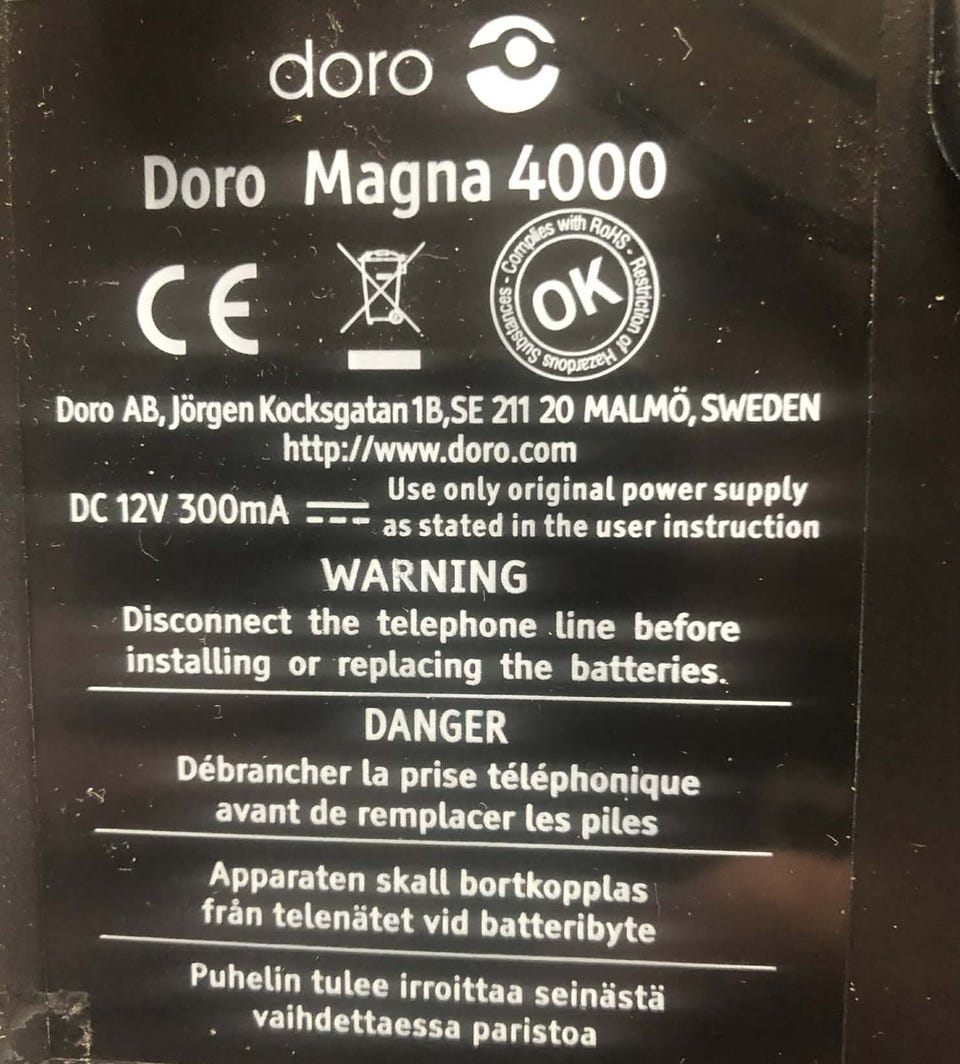 doro
Doro Magna 4000
CE
Complies with RoHS - Restriction of Hazardous Substances -
OK
Doro AB, Jörgen Kocksgatan 1B, SE 211 20 MALMÖ, SWEDEN
http://www.doro.com
DC 12V 300mA
Use only original power supply
as stated in the user instruction
WARNING
Disconnect the telephone line before
installing or replacing the batteries.
DANGER
Débrancher la prise téléphonique
avant de remplacer les piles
Apparaten skall bortkopplas
från telenätet vid batteribyte
Puhelin tulee irroittaa seinästä
vaihdettaessa paristoa